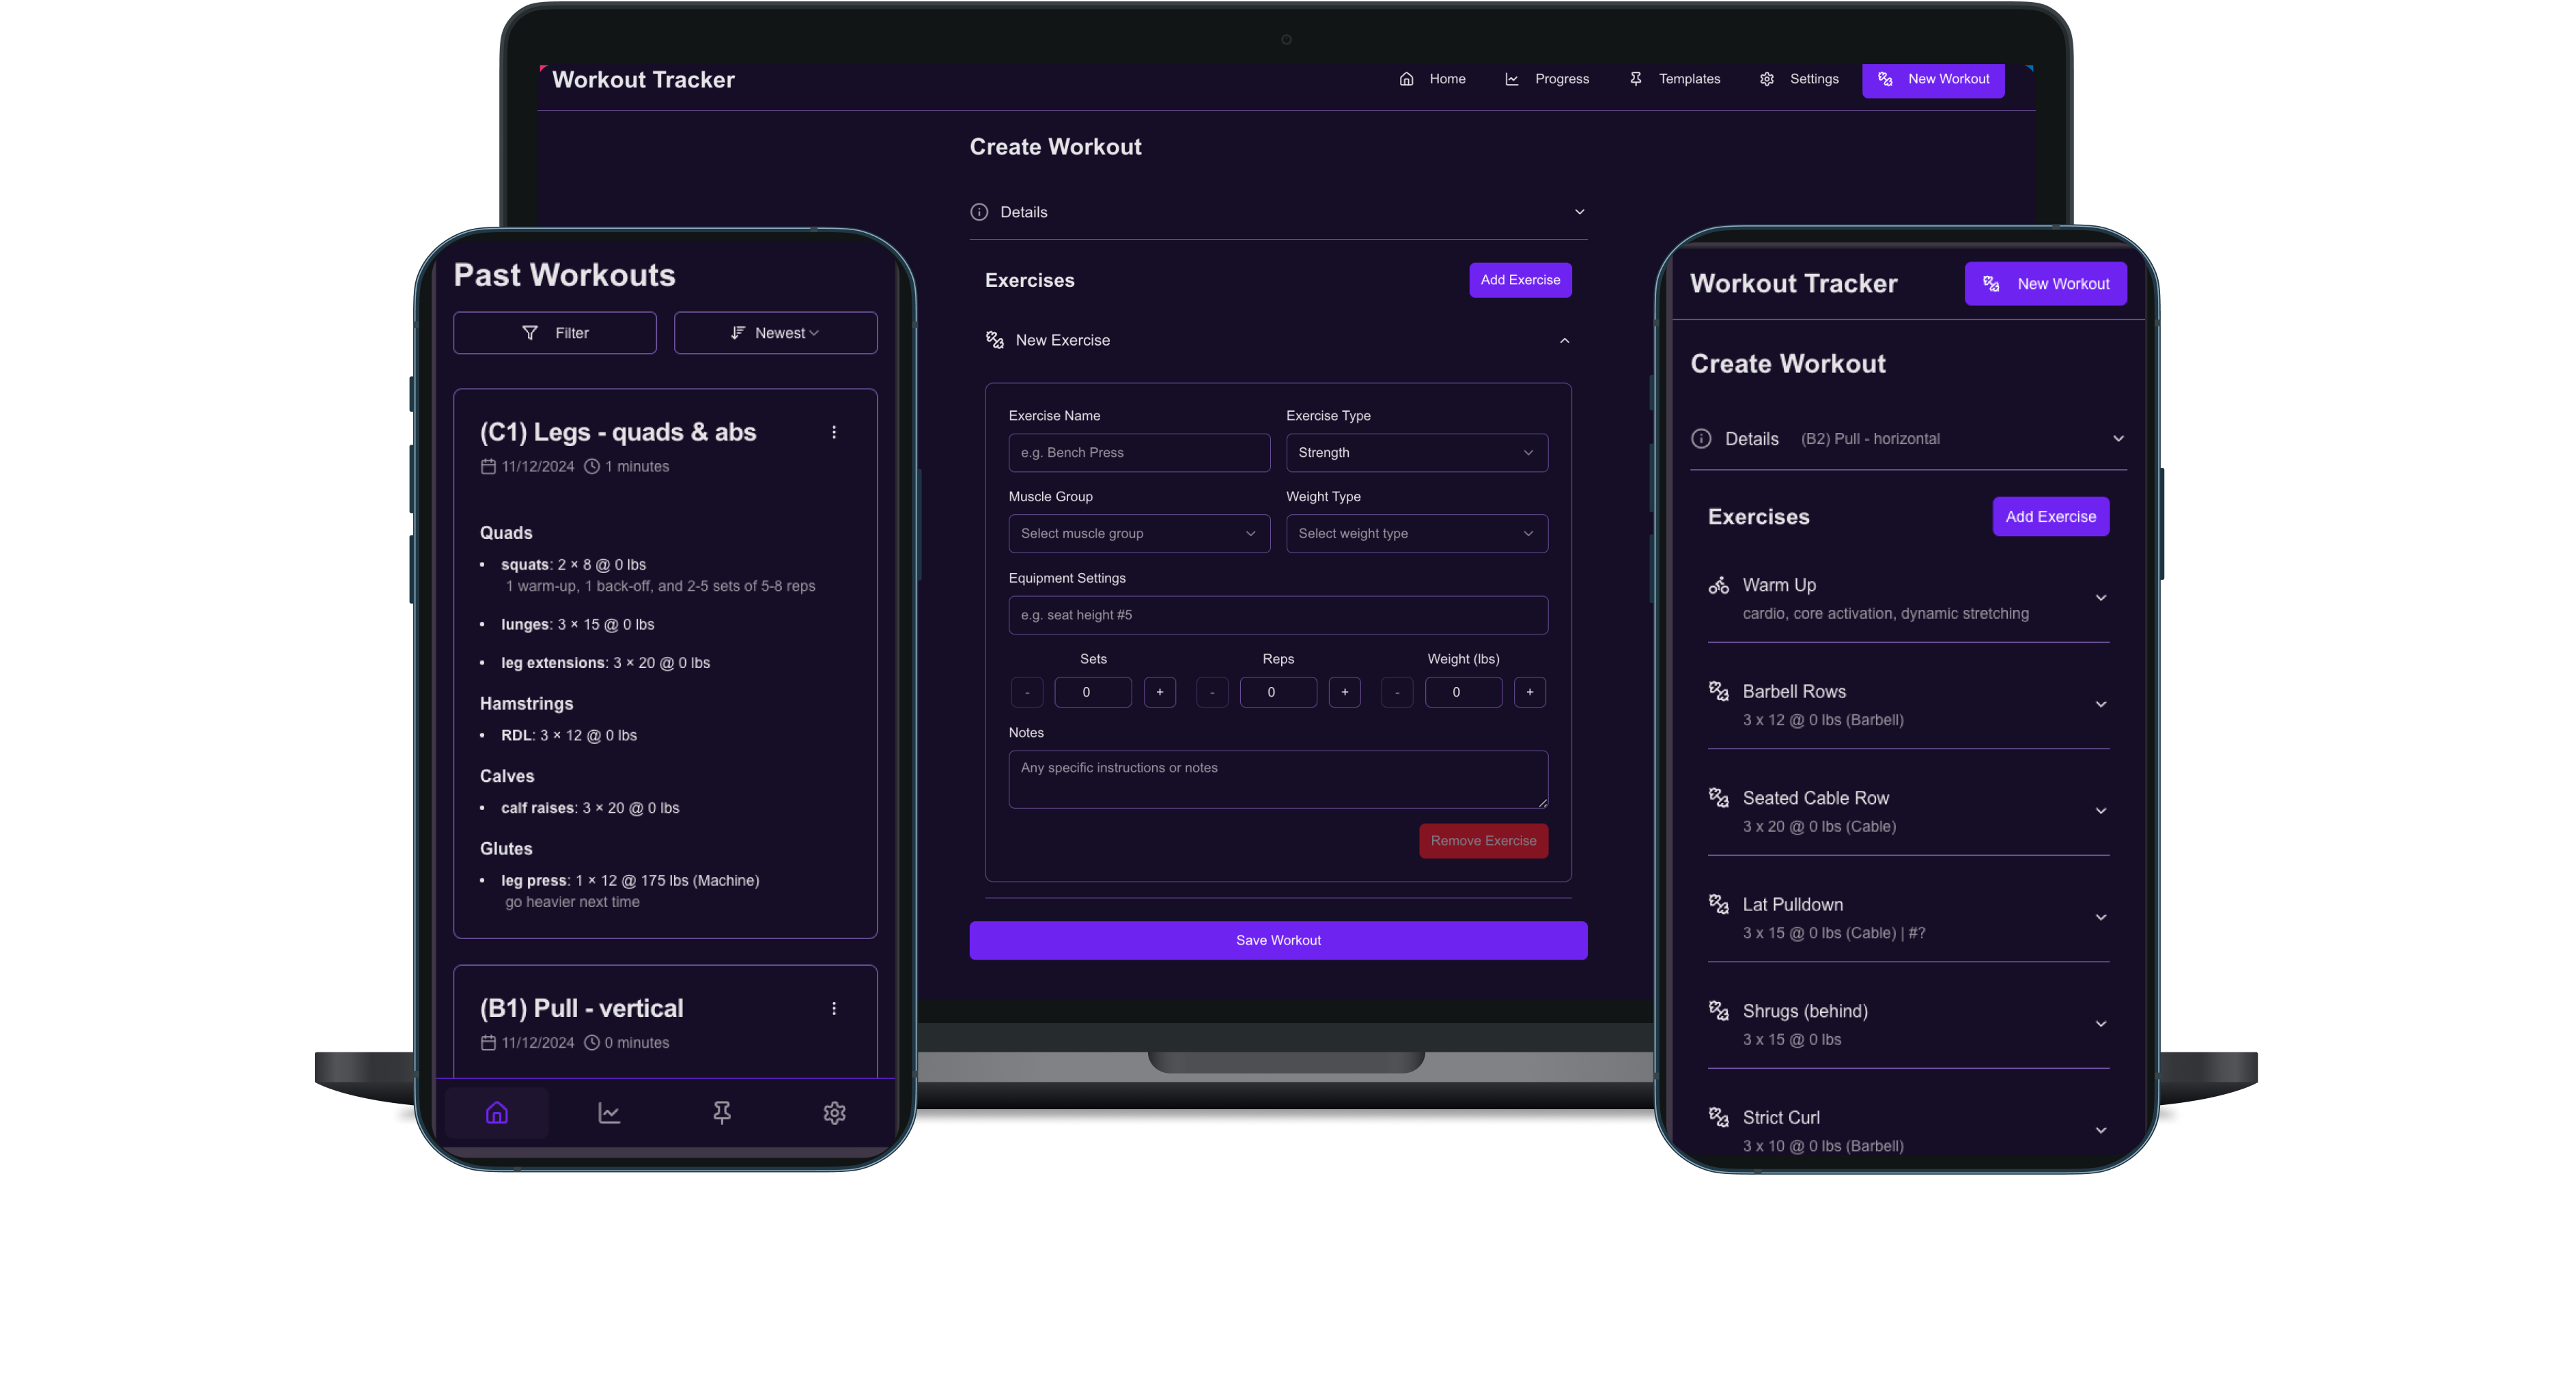 Workout Tracker
Home
Progress
Templates
Settings
New Workout
Create Workout
Details
Exercises
Add Exercise
New Exercise
Exercise Name
Exercise Type
e.g. Bench Press
Strength
Muscle Group
Weight Type
Select muscle group
Select weight type
Equipment Settings
e.g. seat height #5
Sets
Reps
Weight (lbs)
- 0 +
- 0 +
- 0 +
Notes
Any specific instructions or notes
Remove Exercise
Save Workout
Past Workouts
Filter
Newest
(C1) Legs - quads & abs
11/12/2024 1 minutes
Quads
• squats: 2 × 8 @ 0 lbs
1 warm-up, 1 back-off, and 2-5 sets of 5-8 reps
• lunges: 3 × 15 @ 0 lbs
• leg extensions: 3 × 20 @ 0 lbs
Hamstrings
• RDL: 3 × 12 @ 0 lbs
Calves
• calf raises: 3 × 20 @ 0 lbs
Glutes
• leg press: 1 × 12 @ 175 lbs (Machine)
go heavier next time
(B1) Pull - vertical
11/12/2024 0 minutes
Workout Tracker
New Workout
Create Workout
Details (B2) Pull - horizontal
Exercises
Add Exercise
Warm Up
cardio, core activation, dynamic stretching
Barbell Rows
3 x 12 @ 0 lbs (Barbell)
Seated Cable Row
3 x 20 @ 0 lbs (Cable)
Lat Pulldown
3 x 15 @ 0 lbs (Cable) | #?
Shrugs (behind)
3 x 15 @ 0 lbs
Strict Curl
3 x 10 @ 0 lbs (Barbell)